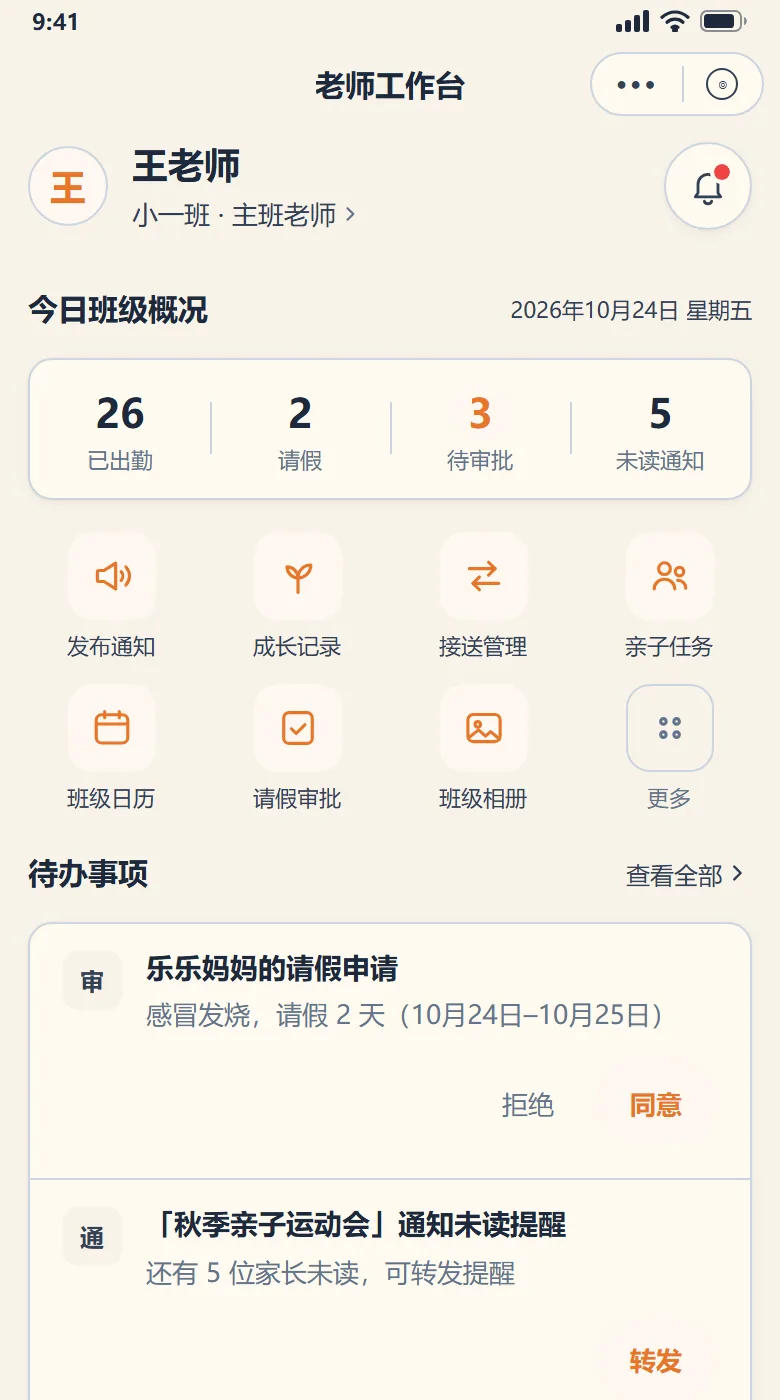 9:41
老师工作台
王
王老师
小一班 · 主班老师
今日班级概况
2026年10月24日 星期五
26
2
3
5
已出勤
请假
待审批
未读通知
发布通知
成长记录
接送管理
亲子任务
班级日历
请假审批
班级相册
更多
待办事项
查看全部
审
乐乐妈妈的请假申请
感冒发烧，请假 2 天（10月24日–10月25日）
拒绝
同意
通
「秋季亲子运动会」通知未读提醒
还有 5 位家长未读，可转发提醒
转发